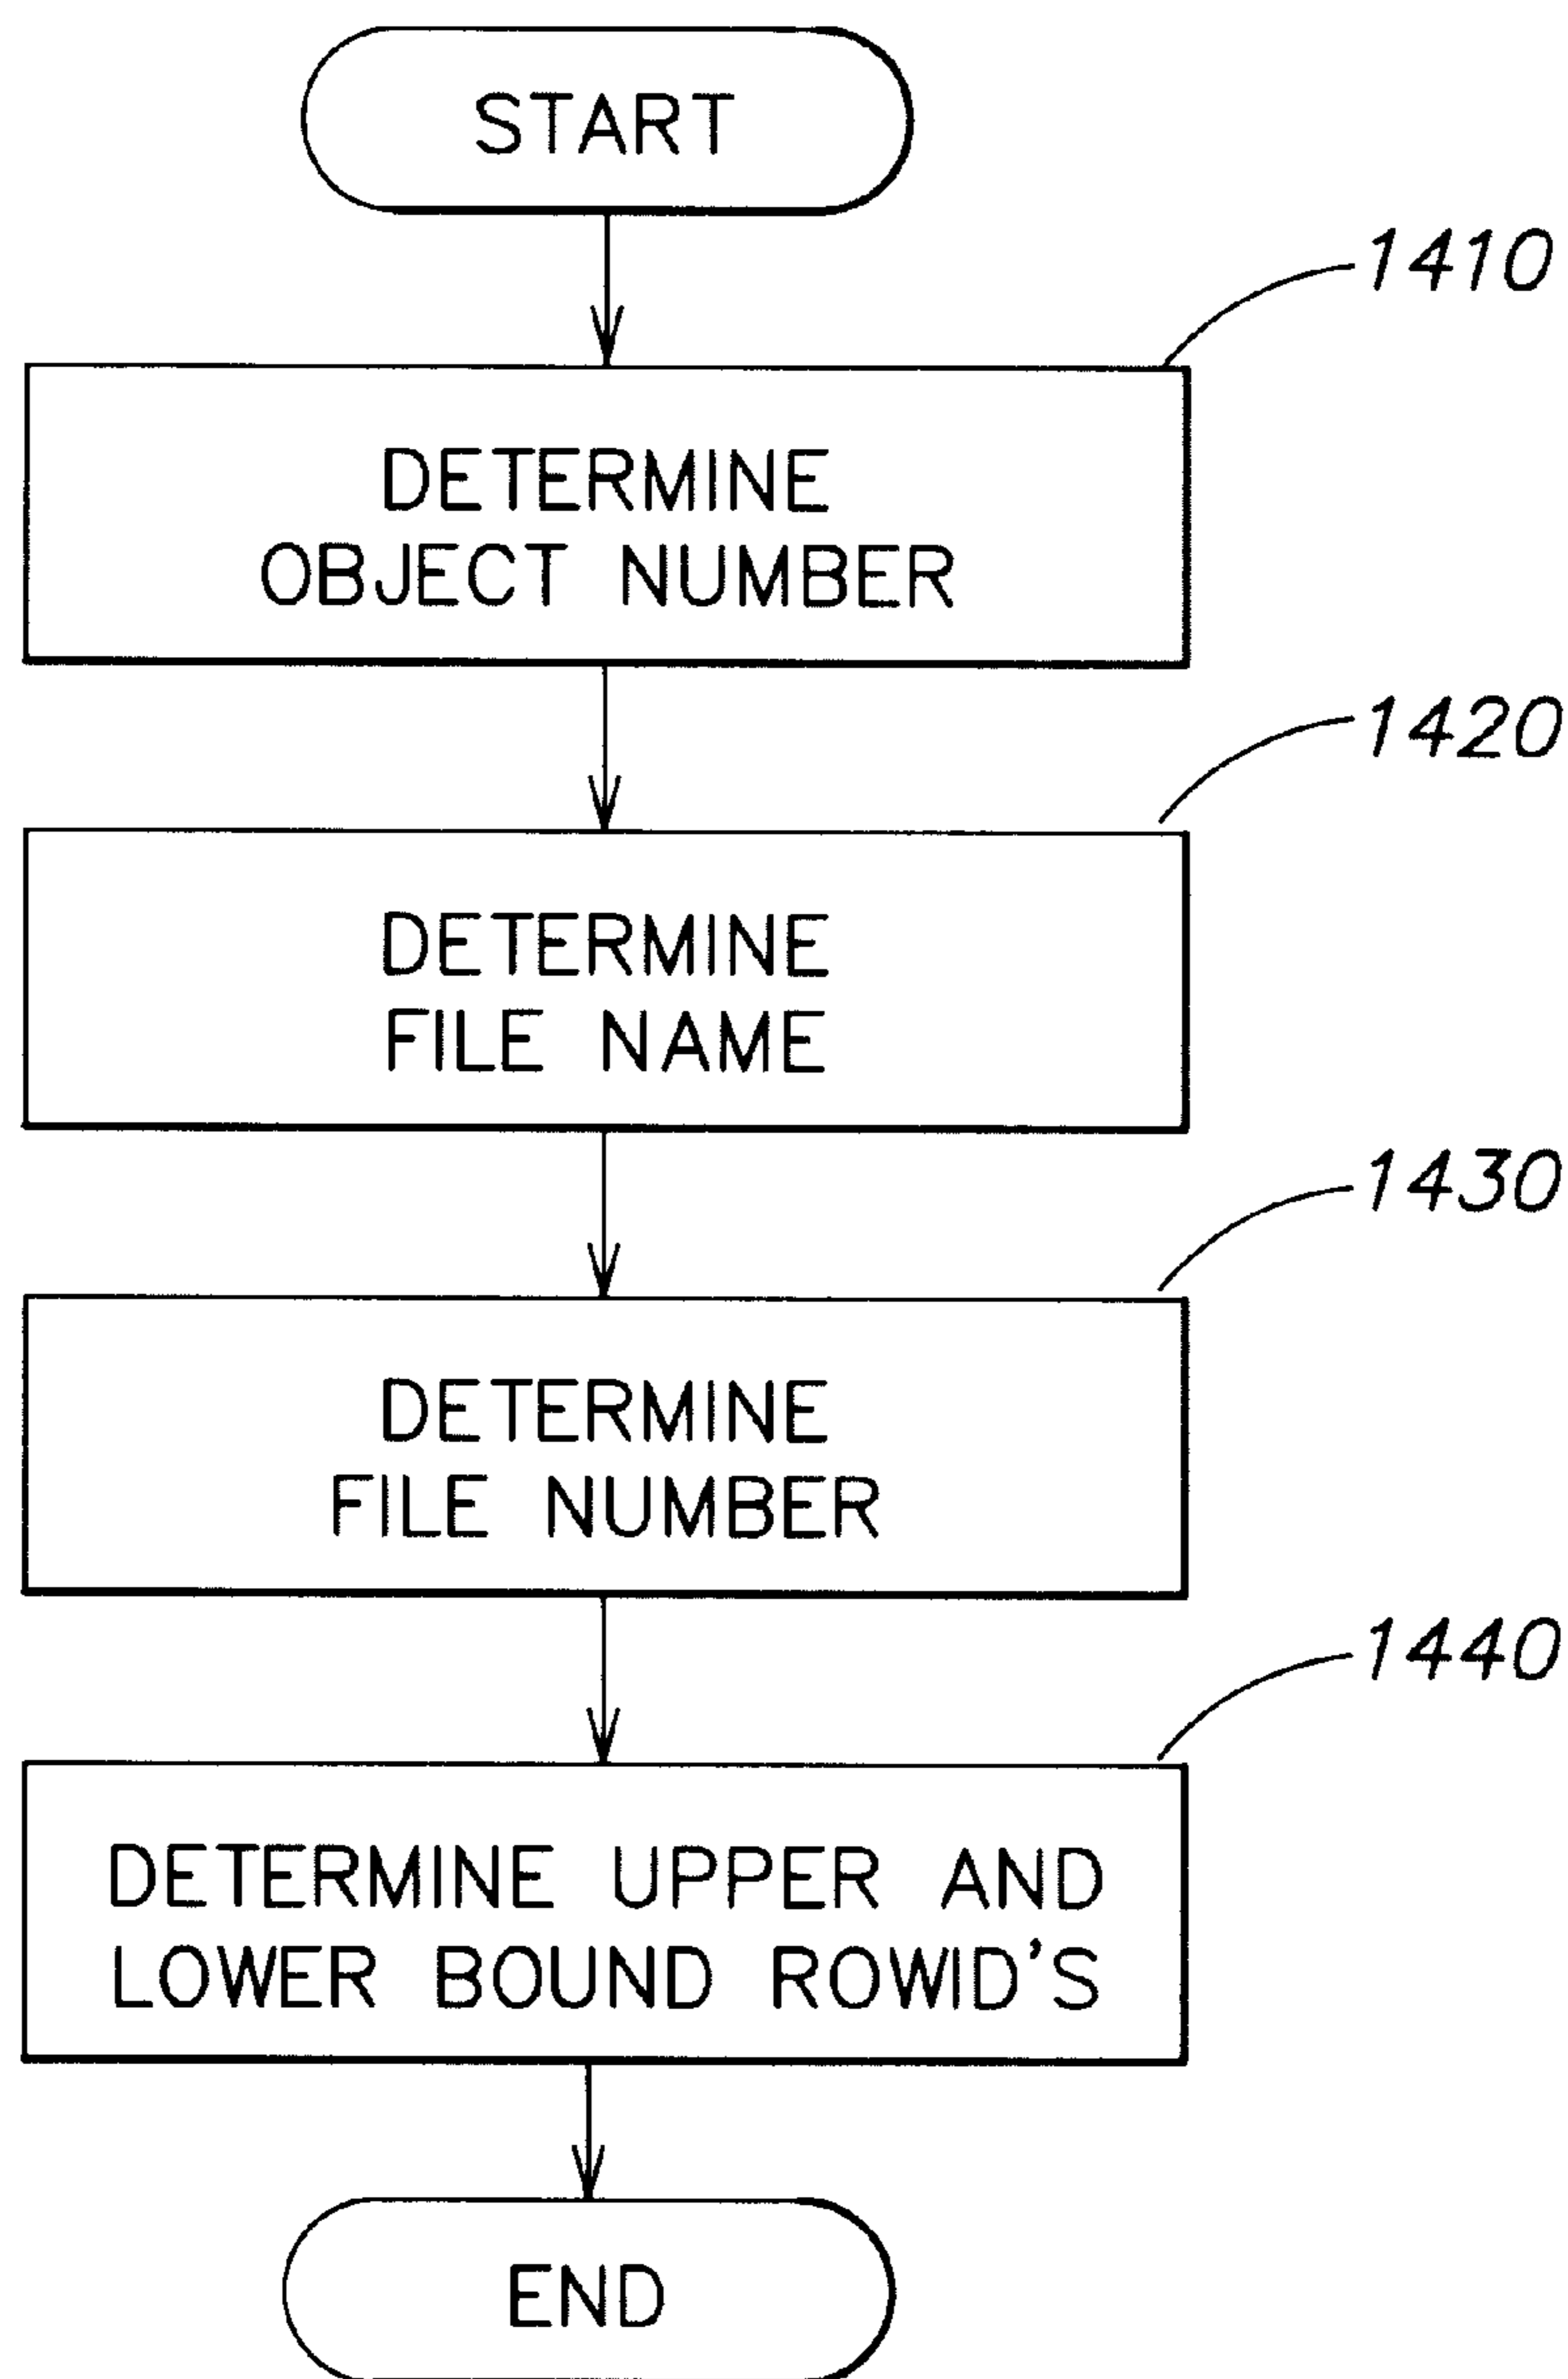 START
1410
DETERMINE
OBJECT NUMBER
1420
DETERMINE
FILE NAME
1430
DETERMINE
FILE NUMBER
1440
DETERMINE UPPER AND
LOWER BOUND ROWID'S
END